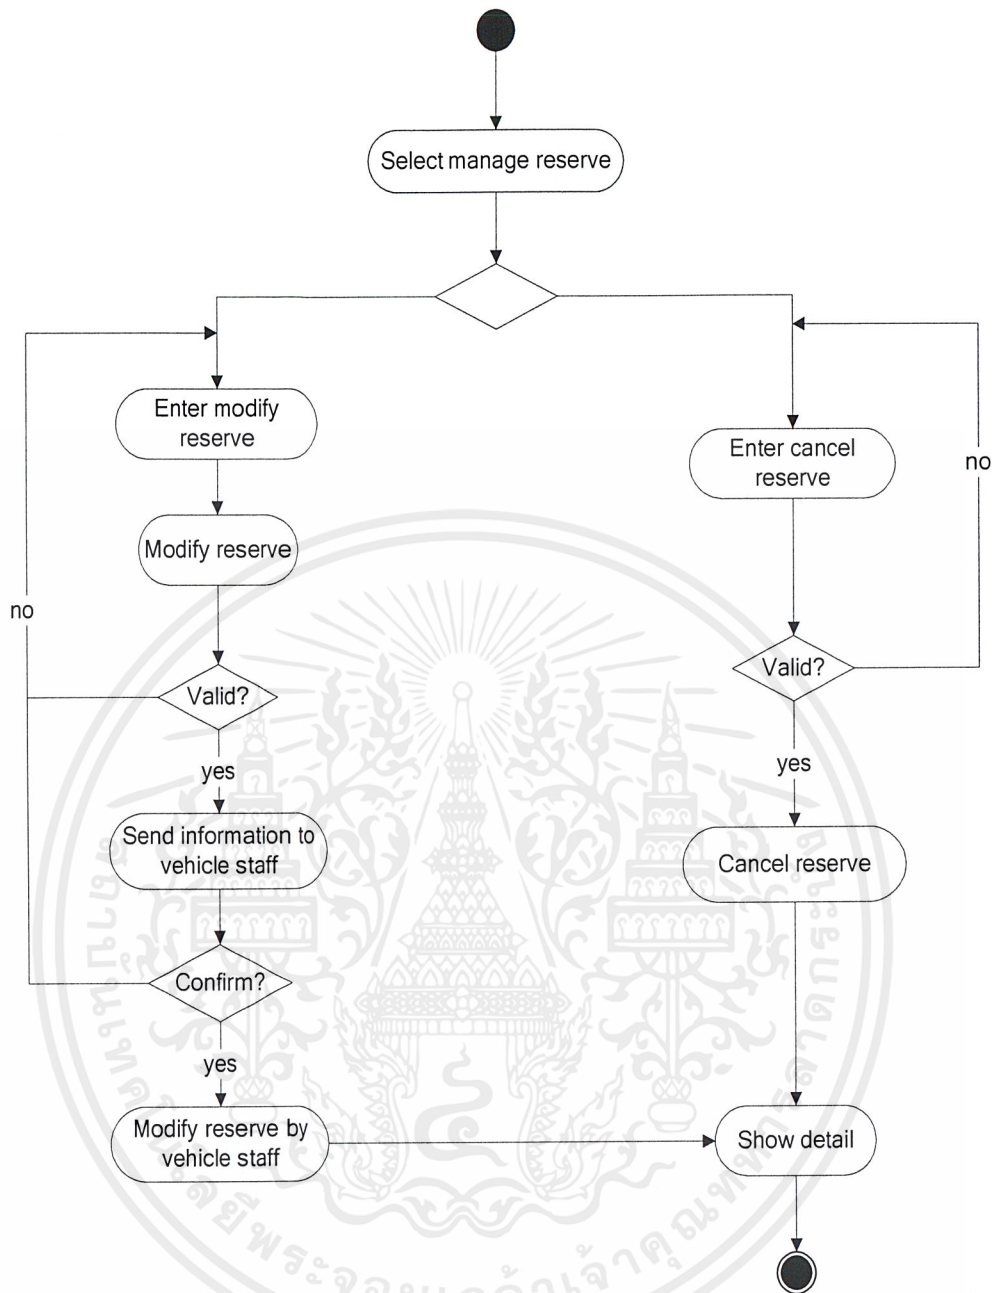 Select manage reserve
Enter modify
reserve
Enter cancel
reserve
no
Modify reserve
no
Valid?
Valid?
yes
yes
Send information to
vehicle staff
Cancel reserve
Confirm?
yes
Modify reserve by
vehicle staff
Show detail